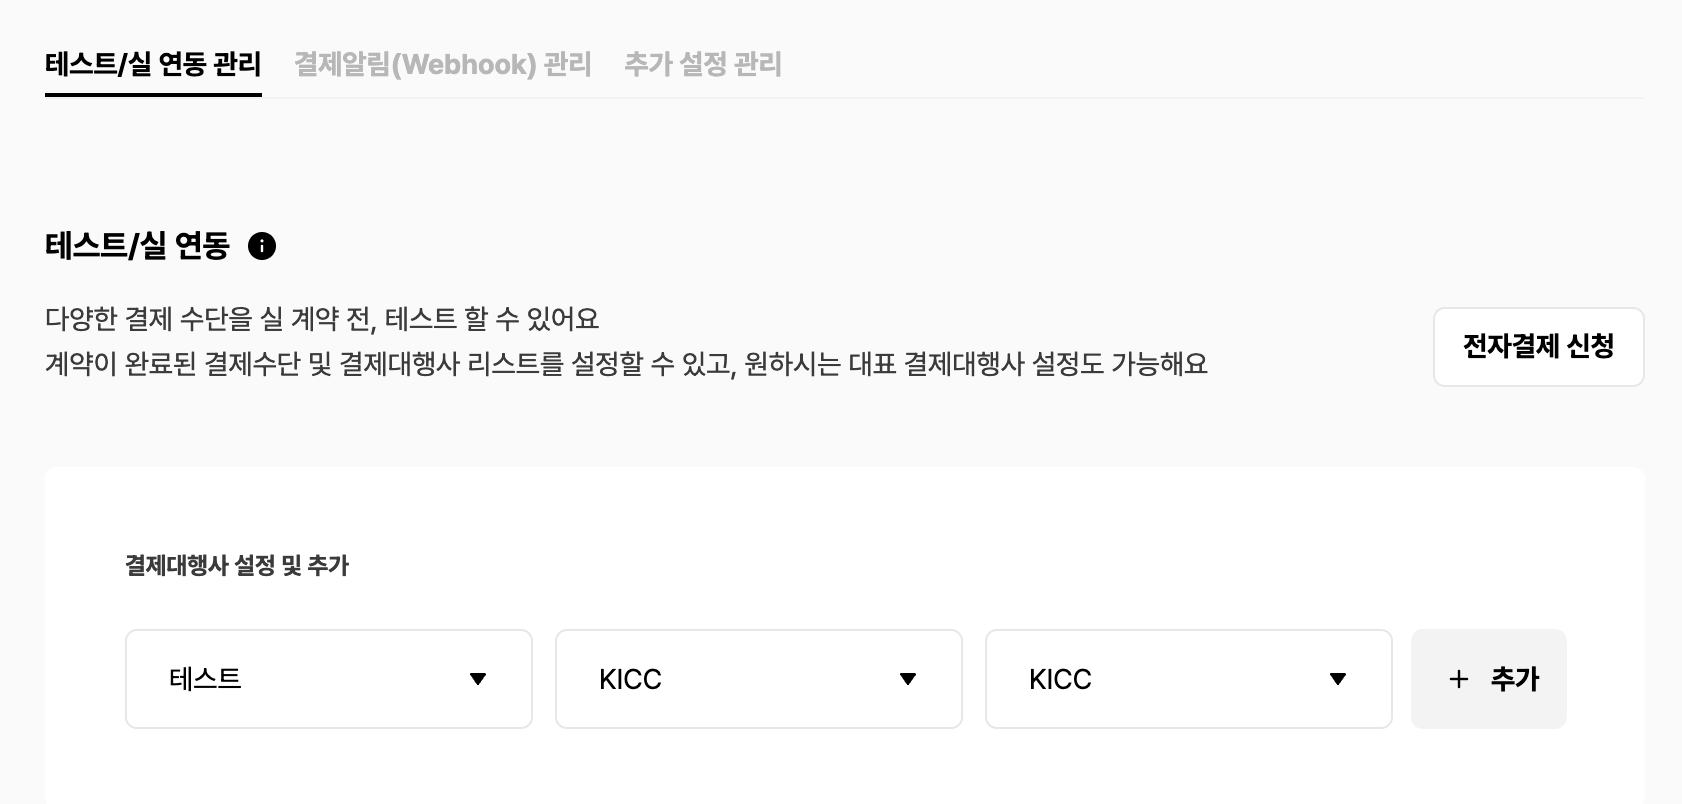 테스트/실 연동 관리 결제알림(Webhook) 관리 추가 설정 관리
테스트/실 연동
다양한 결제 수단을 실 계약 전, 테스트 할 수 있어요
계약이 완료된 결제수단 및 결제대행사 리스트를 설정할 수 있고, 원하시는 대표 결제대행사 설정도 가능해요
전자결제 신청
결제대행사 설정 및 추가
테스트 KICC KICC + 추가